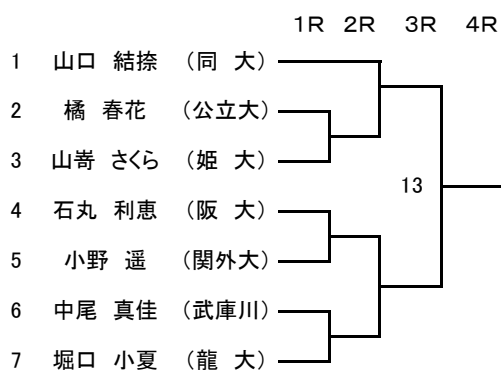 1R 2R 3R 4R
1 山口 結捺 (同 大)
2 橘 春花 (公立大)
3 山嵜 さくら (姫 大)
13
4 石丸 利恵 (阪 大)
5 小野 遥 (関外大)
6 中尾 真佳 (武庫川)
7 堀口 小夏 (龍 大)